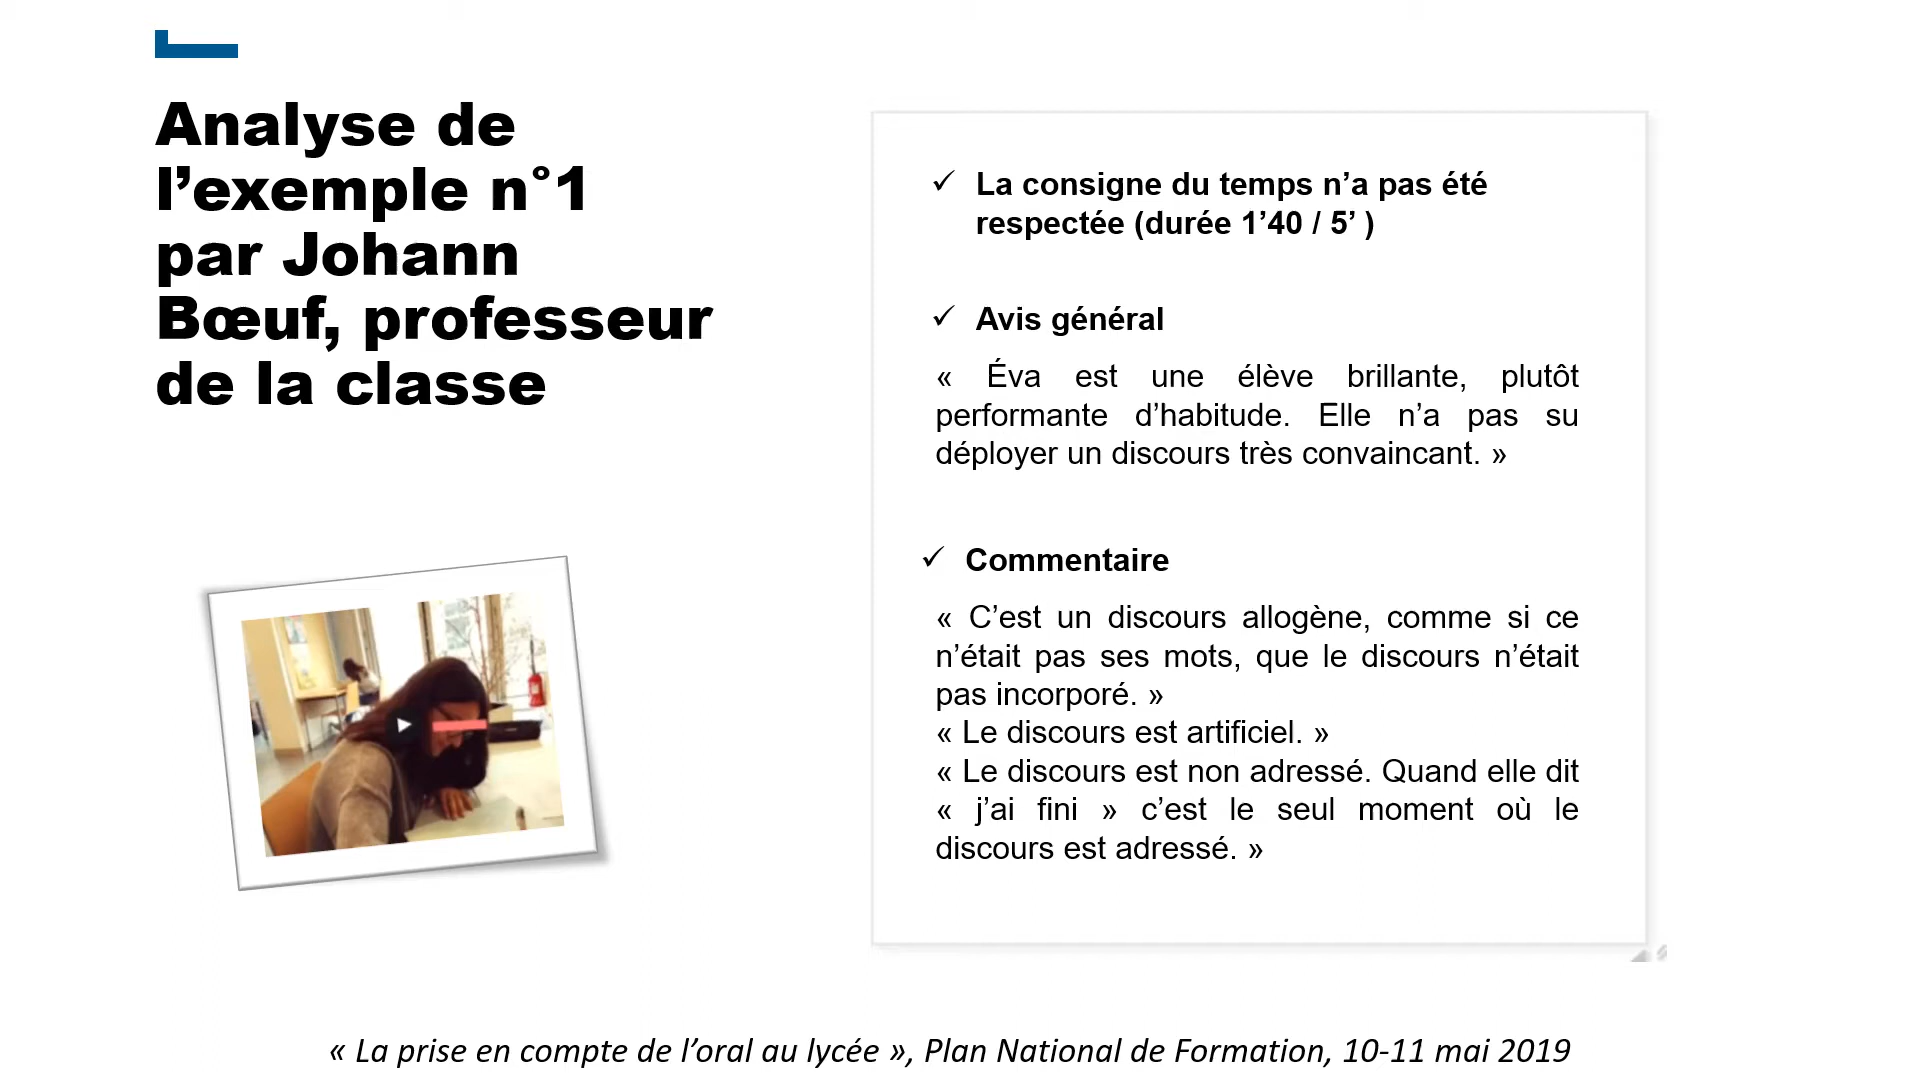 Analyse de
l’exemple n°1
par Johann
Bœuf, professeur
de la classe
✓ La consigne du temps n’a pas été
respectée (durée 1’40 / 5’ )
✓ Avis général
« Éva est une élève brillante, plutôt
performante d’habitude. Elle n’a pas su
déployer un discours très convaincant. »
✓ Commentaire
« C’est un discours allogène, comme si ce
n’était pas ses mots, que le discours n’était
pas incorporé. »
« Le discours est artificiel. »
« Le discours est non adressé. Quand elle dit
« j’ai fini » c’est le seul moment où le
discours est adressé. »
« La prise en compte de l’oral au lycée », Plan National de Formation, 10-11 mai 2019